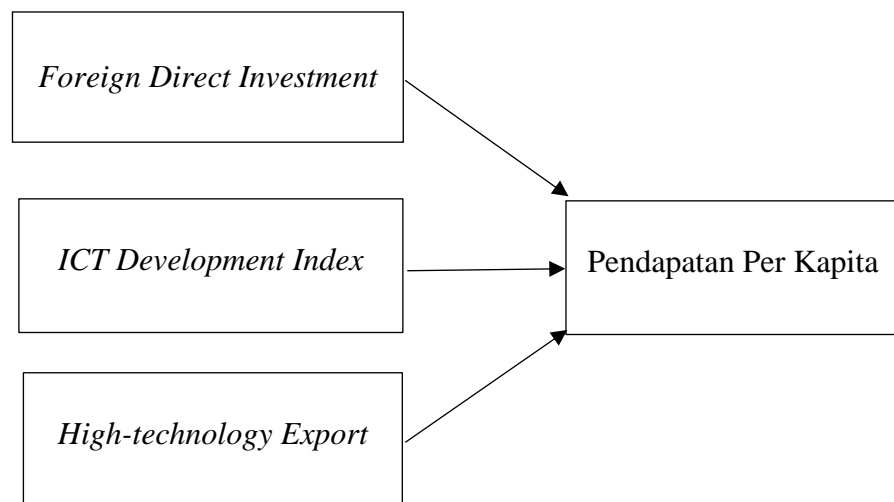 Foreign Direct Investment
ICT Development Index
Pendapatan Per Kapita
High-technology Export